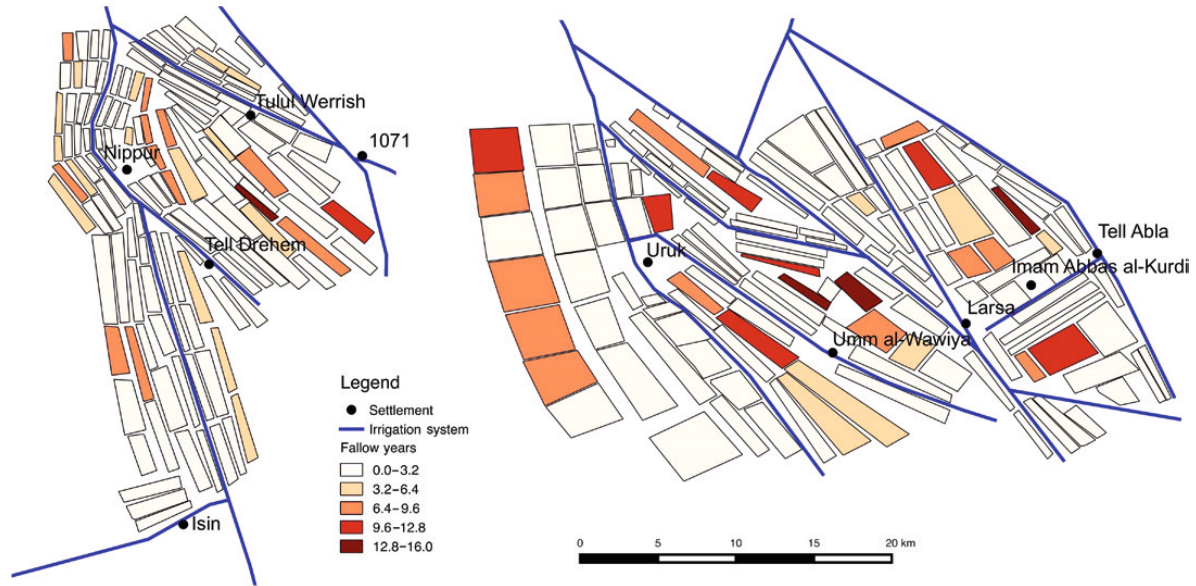 Tulul Werrish
1071
Nippur
Tell Drehem
Isin
Uruk
Tell Abla
Imam Abbas al-Kurdi
Larsa
Umm al-Wawiya
Legend
Settlement
Irrigation system
Fallow years
0.0–3.2
3.2–6.4
6.4–9.6
9.6–12.8
12.8–16.0
0 5 10 15 20 km